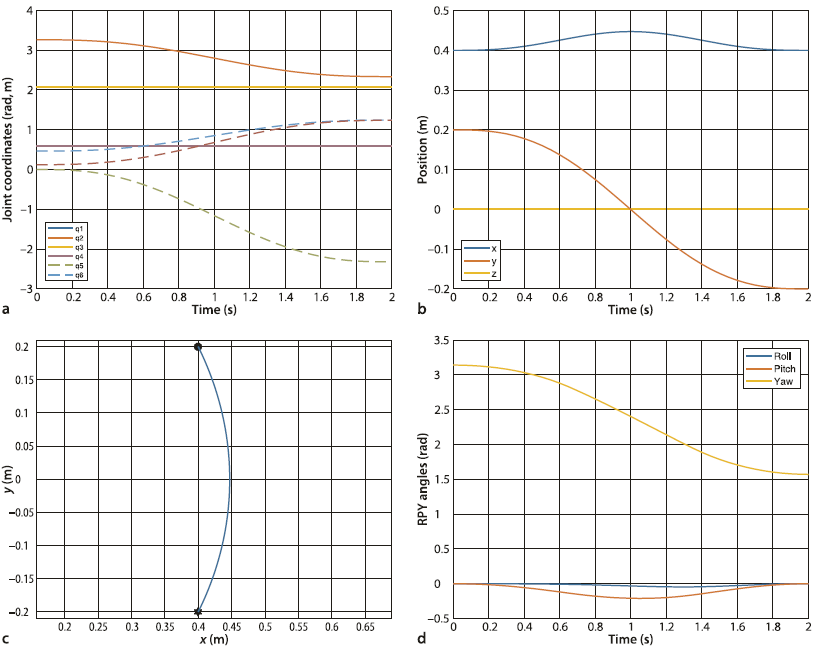 4
3
2
1
0
−1
−2
−3
Joint coordinates (rad, m)
q1
q2
q3
q4
q5
q6
0 0.2 0.4 0.6 0.8 1 1.2 1.4 1.6 1.8 2
Time (s)
a
0.5
0.4
0.3
0.2
0.1
0
−0.1
−0.2
Position (m)
x
y
z
0 0.2 0.4 0.6 0.8 1 1.2 1.4 1.6 1.8 2
Time (s)
b
0.2
0.15
0.1
0.05
0
−0.05
−0.1
−0.15
−0.2
y (m)
0.2 0.25 0.3 0.35 0.4 0.45 0.5 0.55 0.6 0.65
x (m)
c
3.5
3
2.5
2
1.5
1
0.5
0
−0.5
RPY angles (rad)
Roll
Pitch
Yaw
0 0.2 0.4 0.6 0.8 1 1.2 1.4 1.6 1.8 2
Time (s)
d